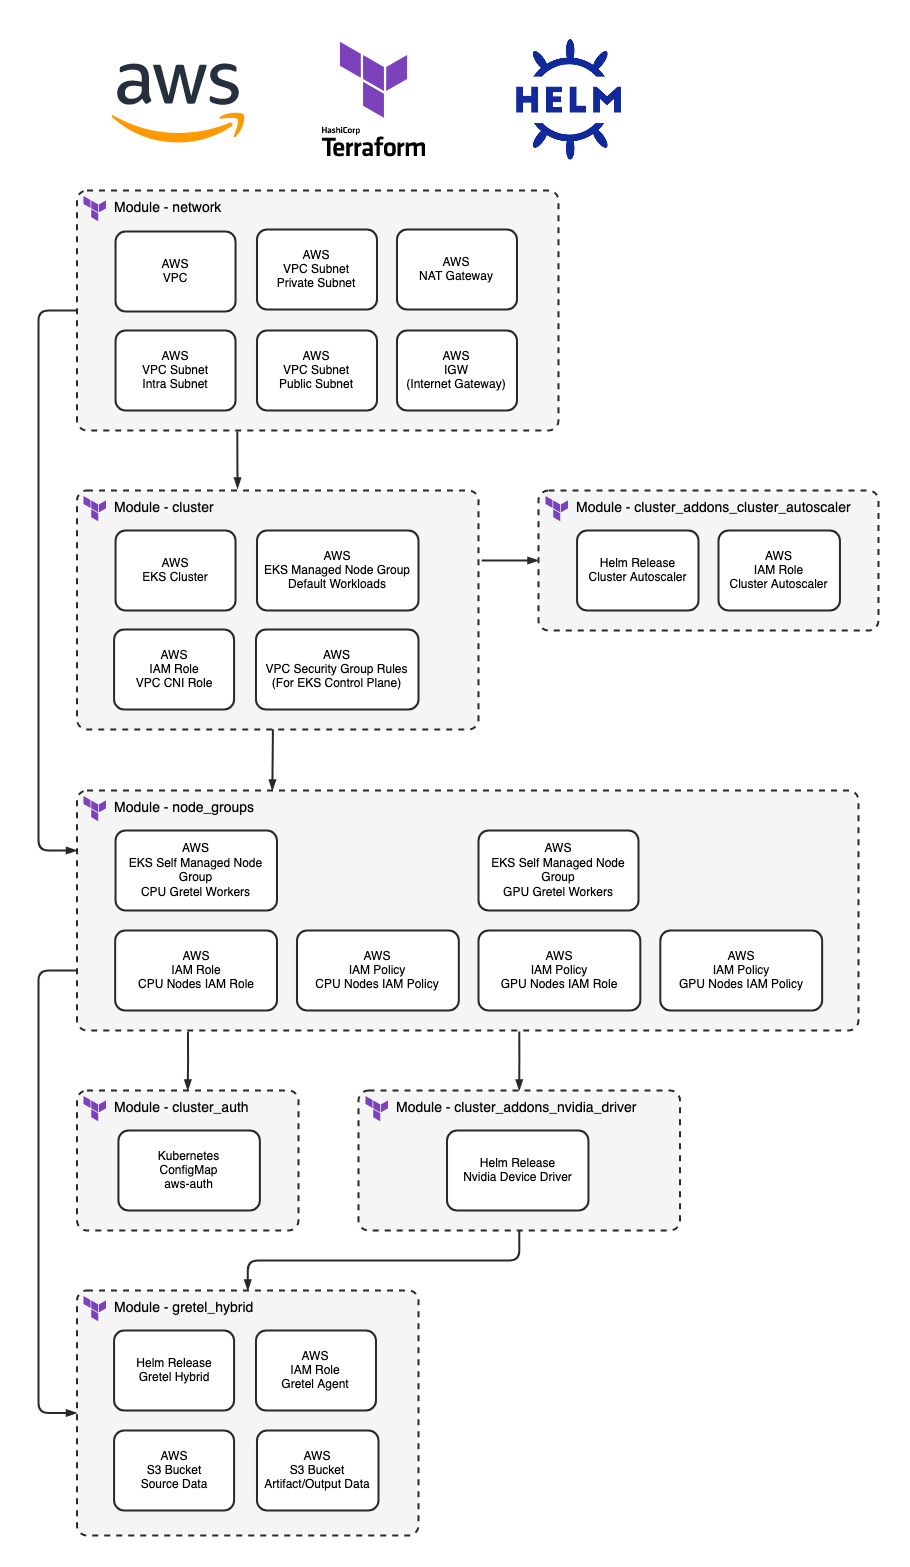 aws
HashiCorp
Terraform
HELM
Module - network
AWS
VPC
AWS
VPC Subnet
Private Subnet
AWS
NAT Gateway
AWS
VPC Subnet
Intra Subnet
AWS
VPC Subnet
Public Subnet
AWS
IGW
(Internet Gateway)
Module - cluster
AWS
EKS Cluster
AWS
EKS Managed Node Group
Default Workloads
AWS
IAM Role
VPC CNI Role
AWS
VPC Security Group Rules
(For EKS Control Plane)
Module - cluster_addons_cluster_autoscaler
Helm Release
Cluster Autoscaler
AWS
IAM Role
Cluster Autoscaler
Module - node_groups
AWS
EKS Self Managed Node
Group
CPU Gretel Workers
AWS
EKS Self Managed Node
Group
GPU Gretel Workers
AWS
IAM Role
CPU Nodes IAM Role
AWS
IAM Policy
CPU Nodes IAM Policy
AWS
IAM Policy
GPU Nodes IAM Role
AWS
IAM Policy
GPU Nodes IAM Policy
Module - cluster_auth
Kubernetes
ConfigMap
aws-auth
Module - cluster_addons_nvidia_driver
Helm Release
Nvidia Device Driver
Module - gretel_hybrid
Helm Release
Gretel Hybrid
AWS
IAM Role
Gretel Agent
AWS
S3 Bucket
Source Data
AWS
S3 Bucket
Artifact/Output Data